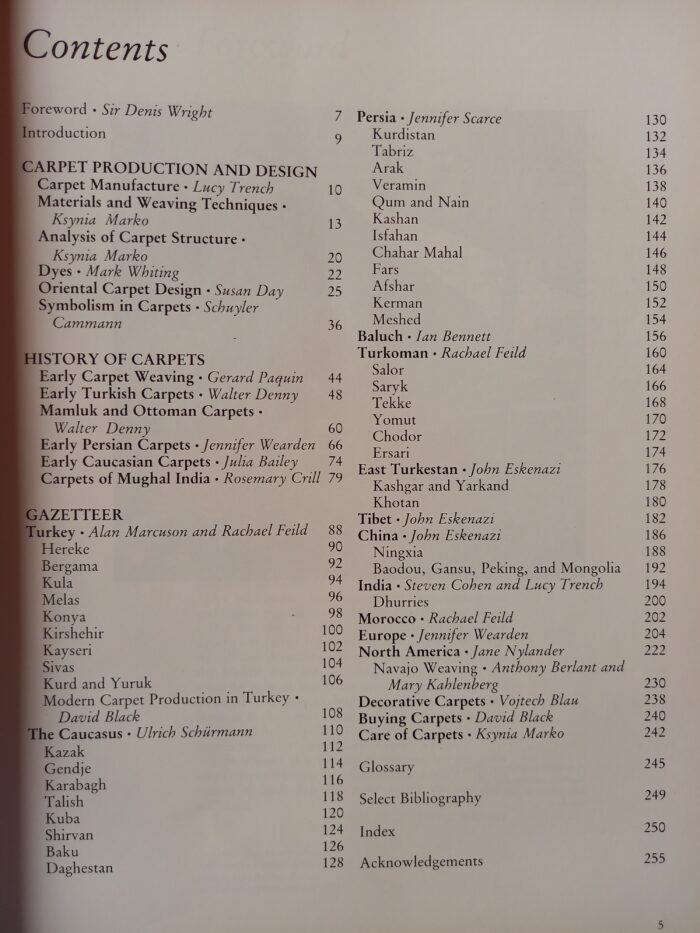 Contents
Foreword • Sir Denis Wright 7
Introduction 9
CARPET PRODUCTION AND DESIGN
Carpet Manufacture • Lucy Trench 10
Materials and Weaving Techniques •
Ksynia Marko 13
Analysis of Carpet Structure •
Ksynia Marko 20
Dyes • Mark Whiting 22
Oriental Carpet Design • Susan Day 25
Symbolism in Carpets • Schuyler
Cammann 36
HISTORY OF CARPETS
Early Carpet Weaving • Gerard Paquin 44
Early Turkish Carpets • Walter Denny 48
Mamluk and Ottoman Carpets •
Walter Denny 60
Early Persian Carpets • Jennifer Wearden 66
Early Caucasian Carpets • Julia Bailey 74
Carpets of Mughal India • Rosemary Crill 79
GAZETTEER
Turkey • Alan Marcuson and Rachael Feild 88
Hereke 90
Bergama 92
Kula 94
Melas 96
Konya 98
Kirshehir 100
Kayseri 102
Sivas 104
Kurd and Yuruk 106
Modern Carpet Production in Turkey •
David Black 108
The Caucasus • Ulrich Schürmann 110
Kazak 112
Gendje 114
Karabagh 116
Talish 118
Kuba 120
Shirvan 124
Baku 126
Daghestan 128
Persia • Jennifer Scarce 130
Kurdistan 132
Tabriz 134
Arak 136
Veramin 138
Qum and Nain 140
Kashan 142
Isfahan 144
Chahar Mahal 146
Fars 148
Afshar 150
Kerman 152
Meshed 154
Baluch • Ian Bennett 156
Turkoman • Rachael Feild 160
Salor 164
Saryk 166
Tekke 168
Yomut 170
Chodor 172
Ersari 174
East Turkestan • John Eskenazi 176
Kashgar and Yarkand 178
Khotan 180
Tibet • John Eskenazi 182
China • John Eskenazi 186
Ningxia 188
Baodou, Gansu, Peking, and Mongolia 192
India • Steven Cohen and Lucy Trench 194
Dhurries 200
Morocco • Rachael Feild 202
Europe • Jennifer Wearden 204
North America • Jane Nylander 222
Navajo Weaving • Anthony Berlant and
Mary Kahlenberg 230
Decorative Carpets • Vojtech Blau 238
Buying Carpets • David Black 240
Care of Carpets • Ksynia Marko 242
Glossary 245
Select Bibliography 249
Index 250
Acknowledgements 255
5